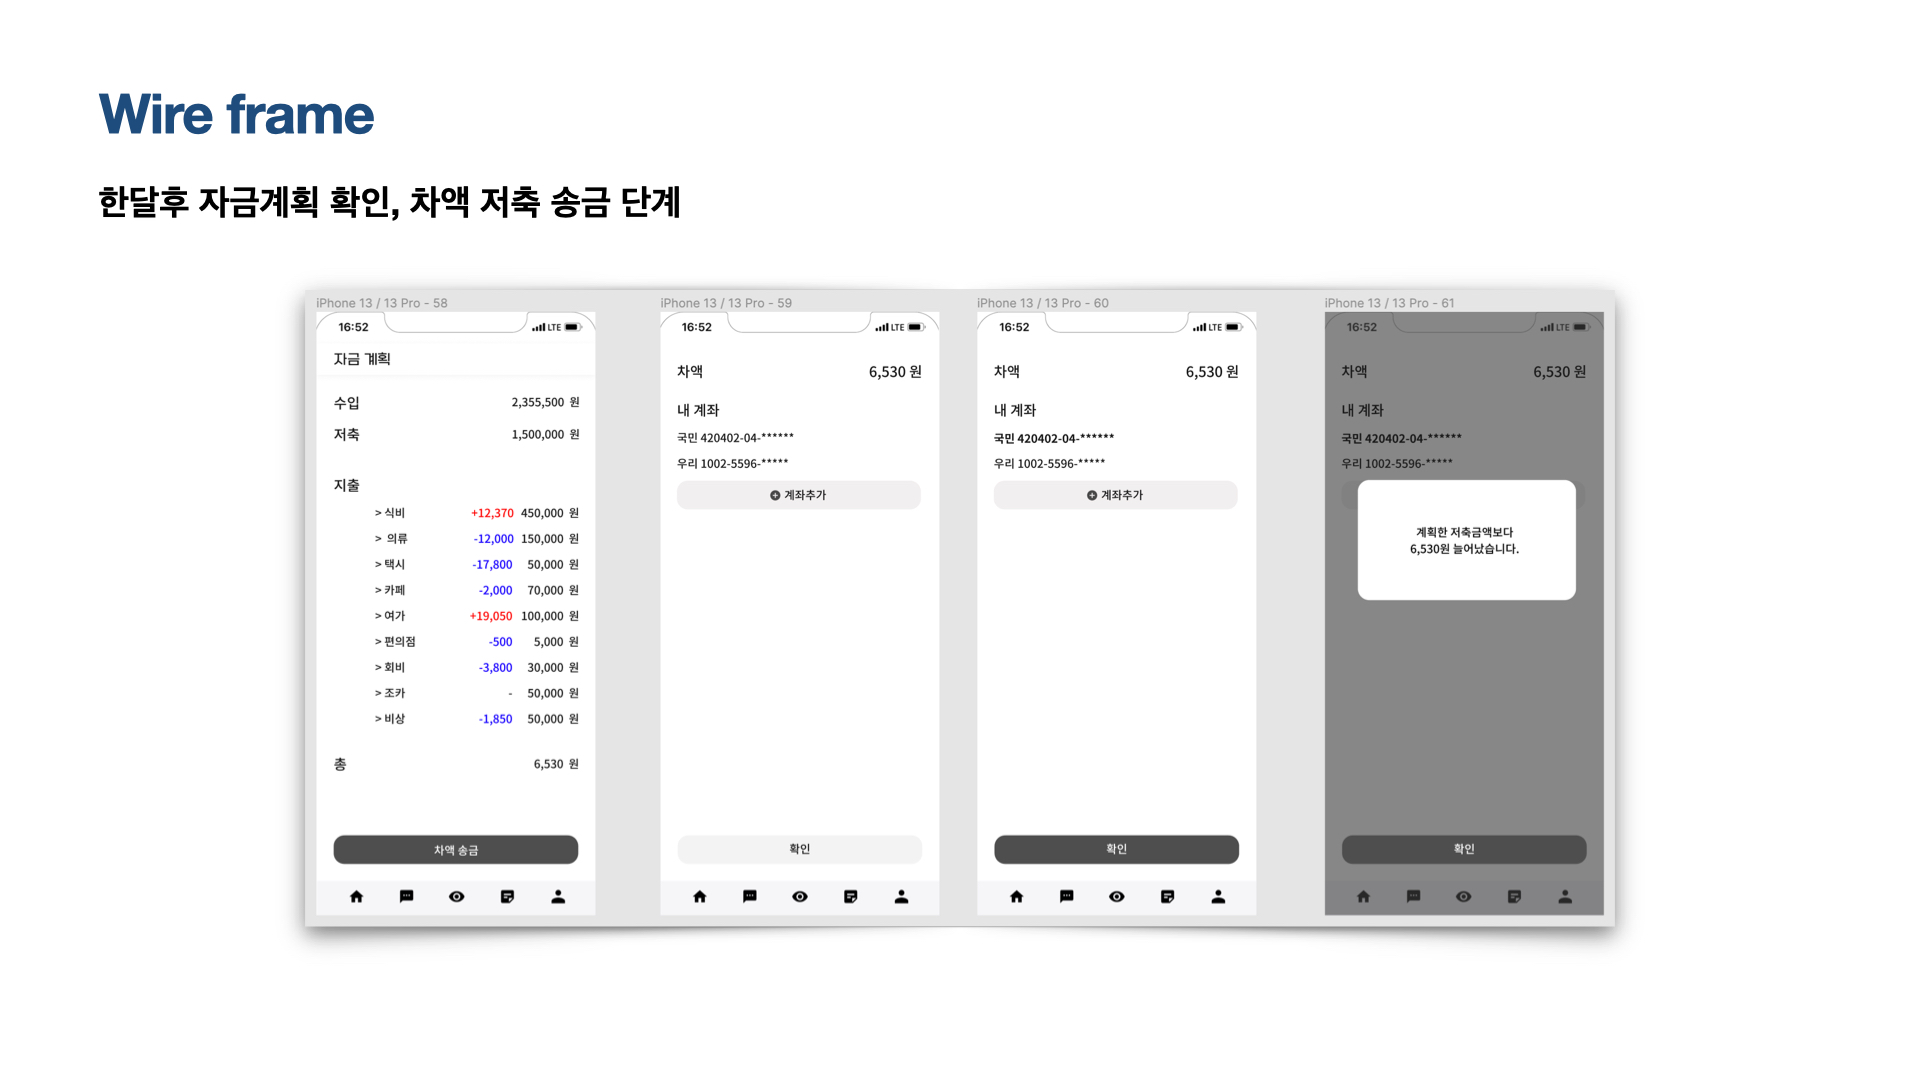 Wire frame
한달후 자금계획 확인, 차액 저축 송금 단계
iPhone 13 / 13 Pro - 58
16:52
LTE
자금 계획
수입 2,355,500 원
저축 1,500,000 원
지출
> 식비 +12,370 450,000 원
> 의류 -12,000 150,000 원
> 택시 -17,800 50,000 원
> 카페 -2,000 70,000 원
> 여가 +19,050 100,000 원
> 편의점 -500 5,000 원
> 회비 -3,800 30,000 원
> 조카 - 50,000 원
> 비상 -1,850 50,000 원
총 6,530 원
차액 송금
iPhone 13 / 13 Pro - 59
16:52
LTE
차액 6,530 원
내 계좌
국민 420402-04-******
우리 1002-5596-*****
계좌추가
확인
iPhone 13 / 13 Pro - 60
16:52
LTE
차액 6,530 원
내 계좌
국민 420402-04-******
우리 1002-5596-*****
계좌추가
확인
iPhone 13 / 13 Pro - 61
16:52
LTE
차액 6,530 원
내 계좌
국민 420402-04-******
우리 1002-5596-*****
계획한 저축금액보다
6,530원 늘어났습니다.
확인